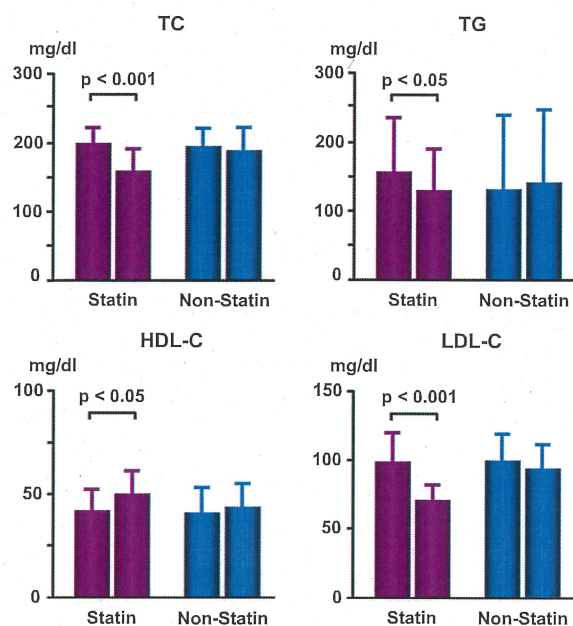 TC
mg/dl
300
p < 0.001
200
100
0
Statin
Non-Statin
TG
mg/dl
300
p < 0.05
200
100
0
Statin
Non-Statin
HDL-C
mg/dl
100
p < 0.05
50
0
Statin
Non-Statin
LDL-C
mg/dl
150
p < 0.001
100
50
0
Statin
Non-Statin